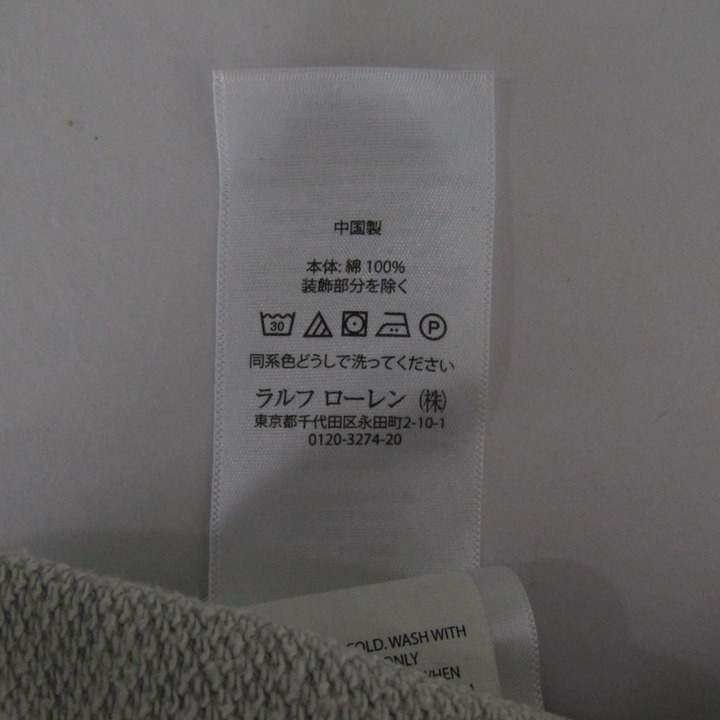 中国製
本体: 綿 100%
装飾部分を除く
30 P
同系色どうしで洗ってください
ラルフ ローレン (株)
東京都千代田区永田町2-10-1
0120-3274-20
COLD. WASH WITH
ONLY
WHEN